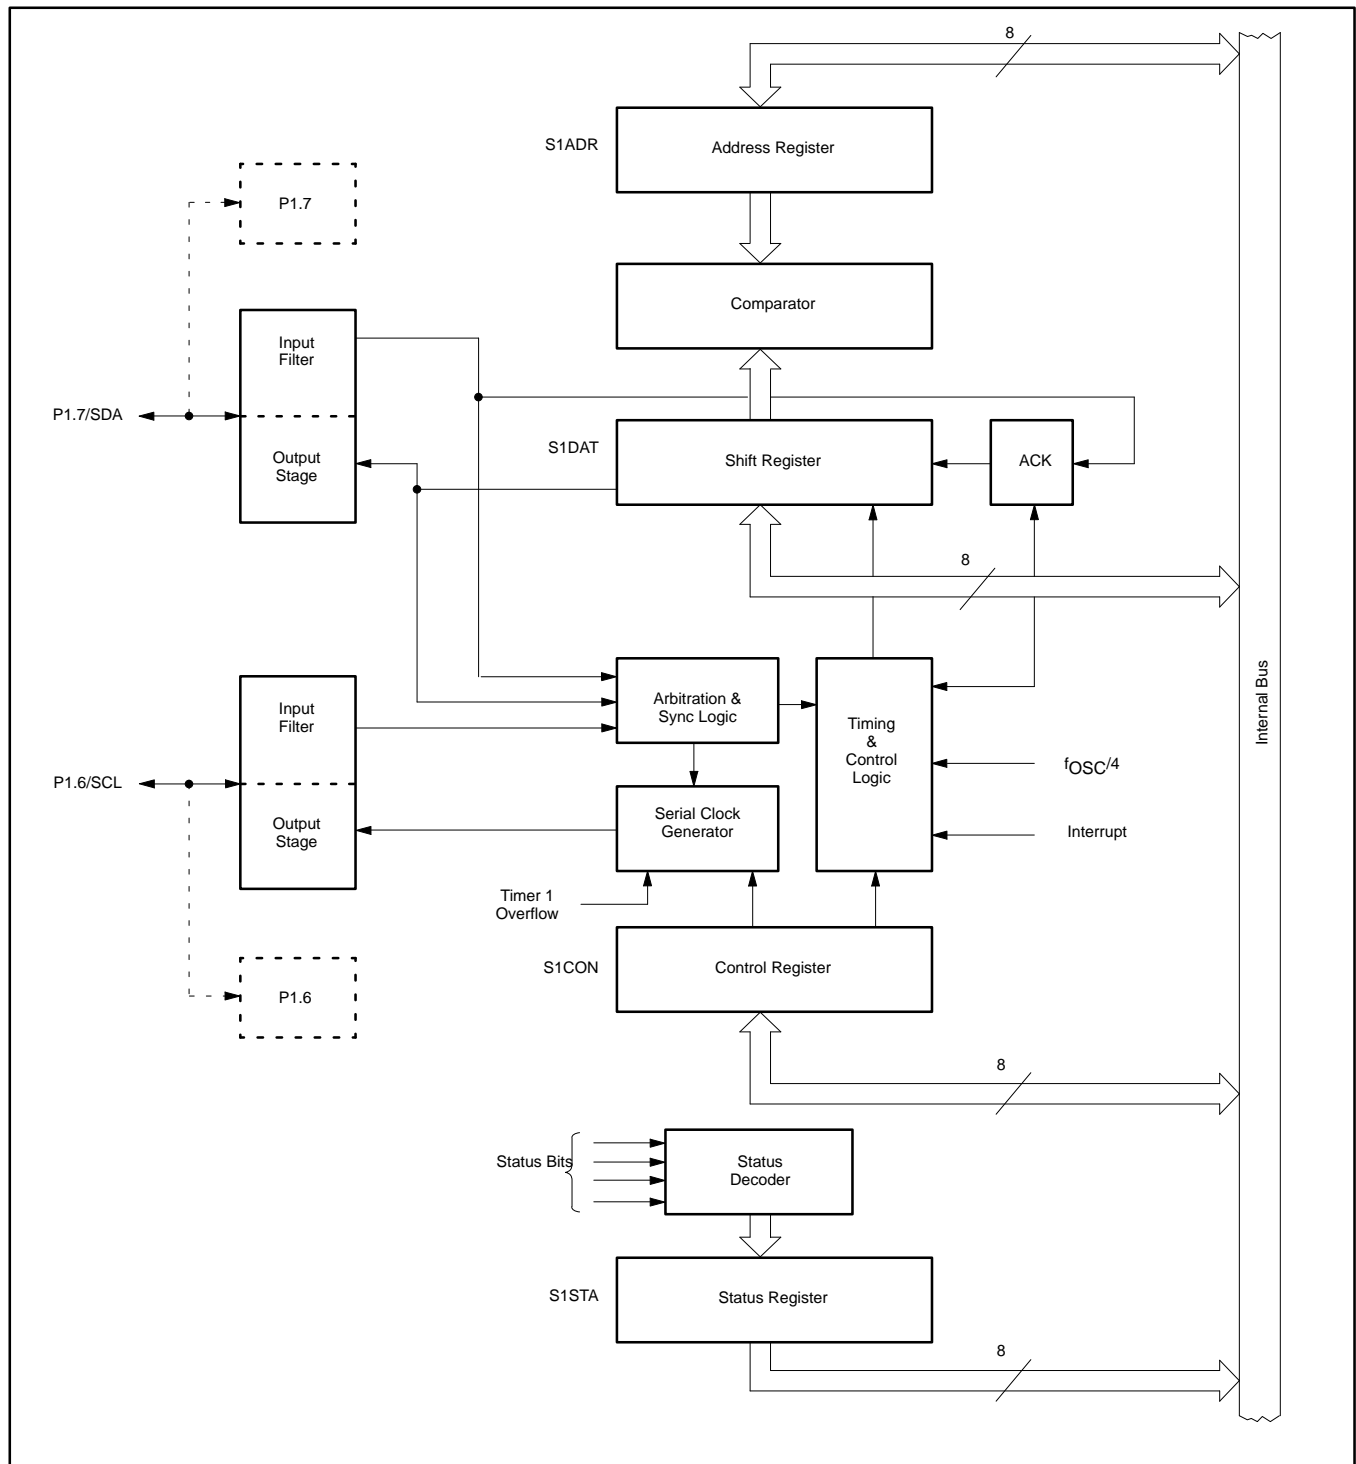 8
S1ADR
Address Register
P1.7
Comparator
Input
Filter
P1.7/SDA
Output
Stage
S1DAT
Shift Register
ACK
8
Internal Bus
Input
Filter
Arbitration &
Sync Logic
Timing
&
Control
Logic
fOSC/4
P1.6/SCL
Output
Stage
Serial Clock
Generator
Interrupt
Timer 1
Overflow
S1CON
Control Register
P1.6
8
Status Bits
Status
Decoder
S1STA
Status Register
8